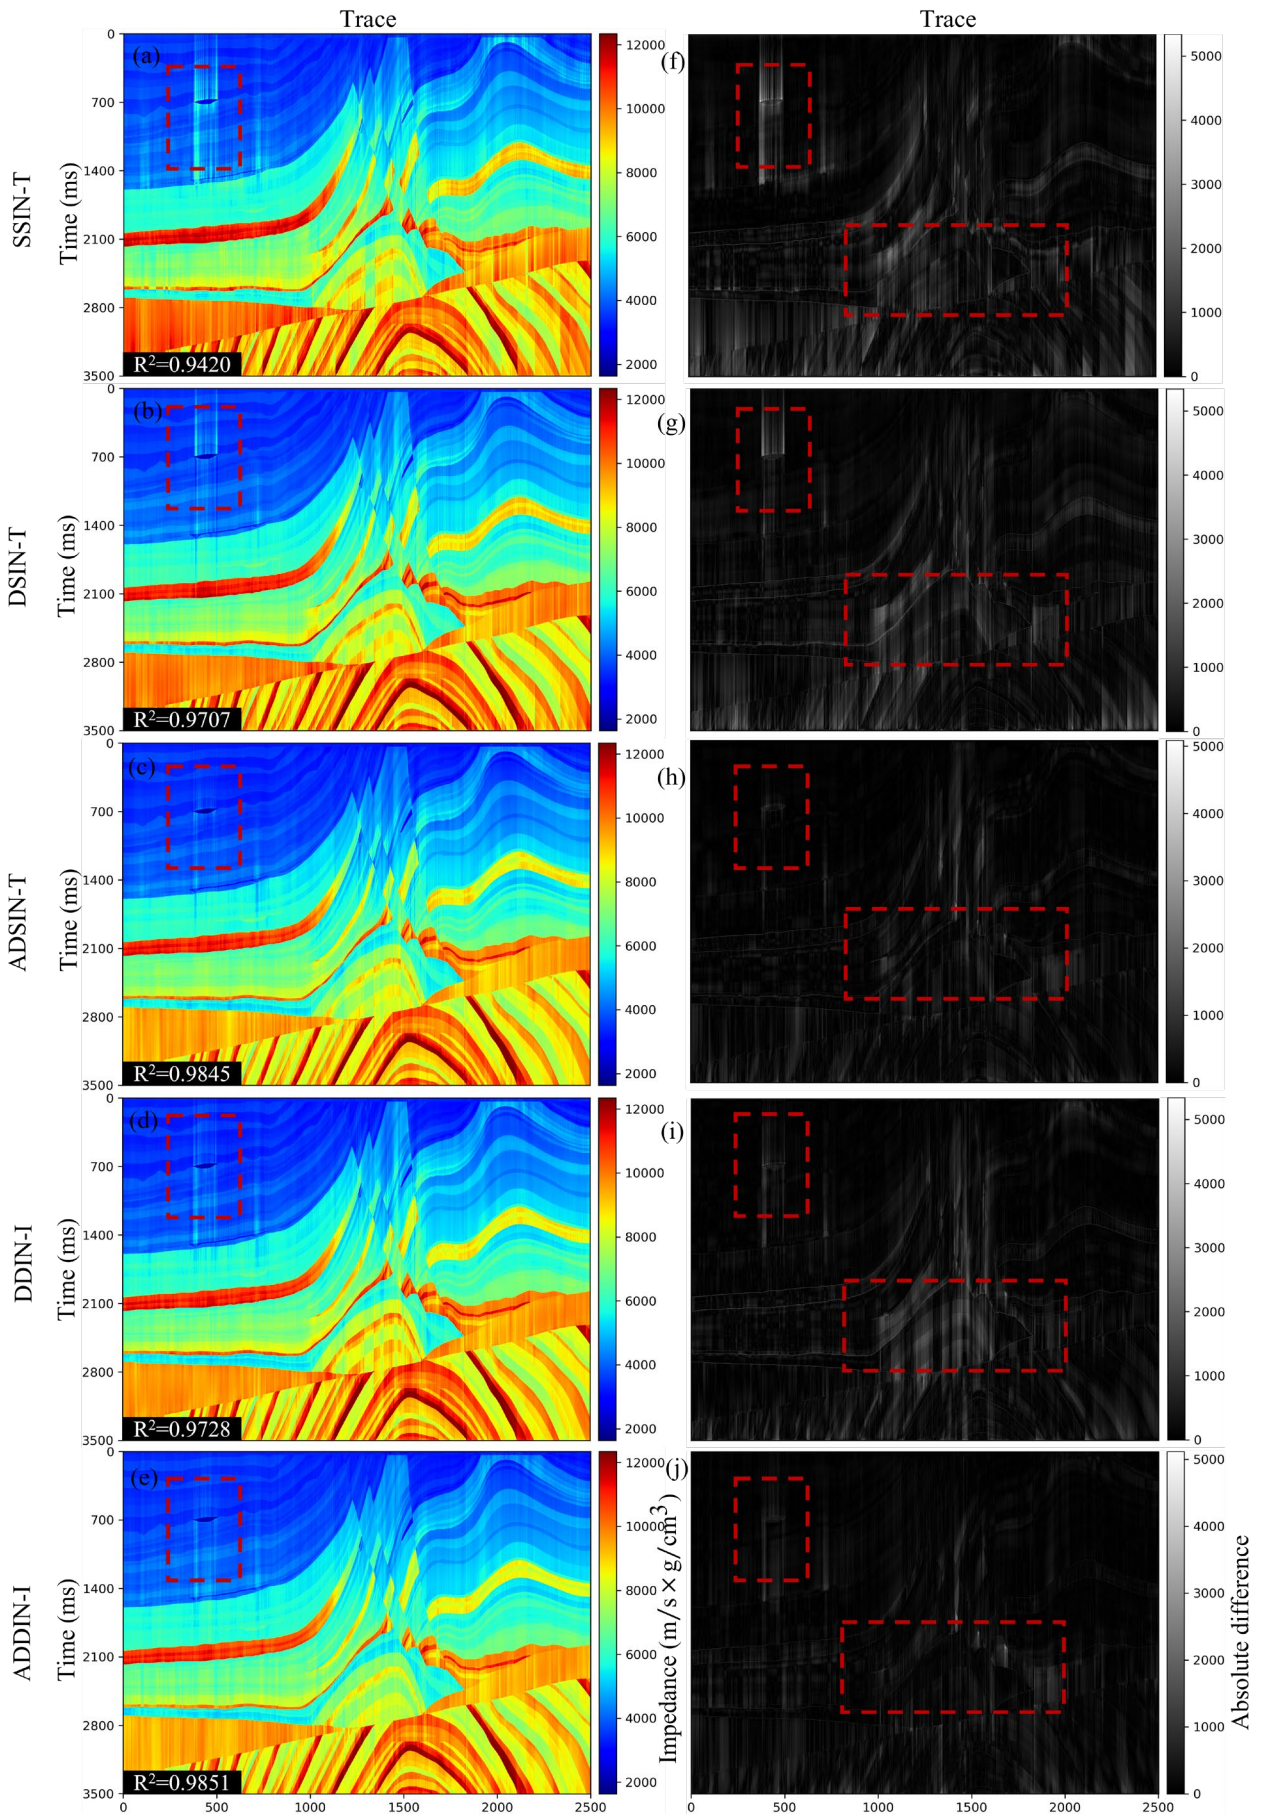 Trace
Trace
SSIN-T
Time (ms)
(a)
0
700
1400
2100
2800
3500
R²=0.9420
12000
10000
8000
6000
4000
2000
(f)
5000
4000
3000
2000
1000
0
DSIN-T
Time (ms)
(b)
0
700
1400
2100
2800
3500
R²=0.9707
12000
10000
8000
6000
4000
2000
(g)
5000
4000
3000
2000
1000
0
ADSIN-T
Time (ms)
(c)
0
700
1400
2100
2800
3500
R²=0.9845
12000
10000
8000
6000
4000
2000
(h)
5000
4000
3000
2000
1000
0
DDIN-I
Time (ms)
(d)
0
700
1400
2100
2800
3500
R²=0.9728
12000
10000
8000
6000
4000
2000
(i)
5000
4000
3000
2000
1000
0
ADDIN-I
Time (ms)
(e)
0
700
1400
2100
2800
3500
R²=0.9851
12000
10000
8000
6000
4000
2000
Impedance (m/s×g/cm³)
(j)
5000
4000
3000
2000
1000
0
Absolute difference
0 500 1000 1500 2000 2500
0 500 1000 1500 2000 2500